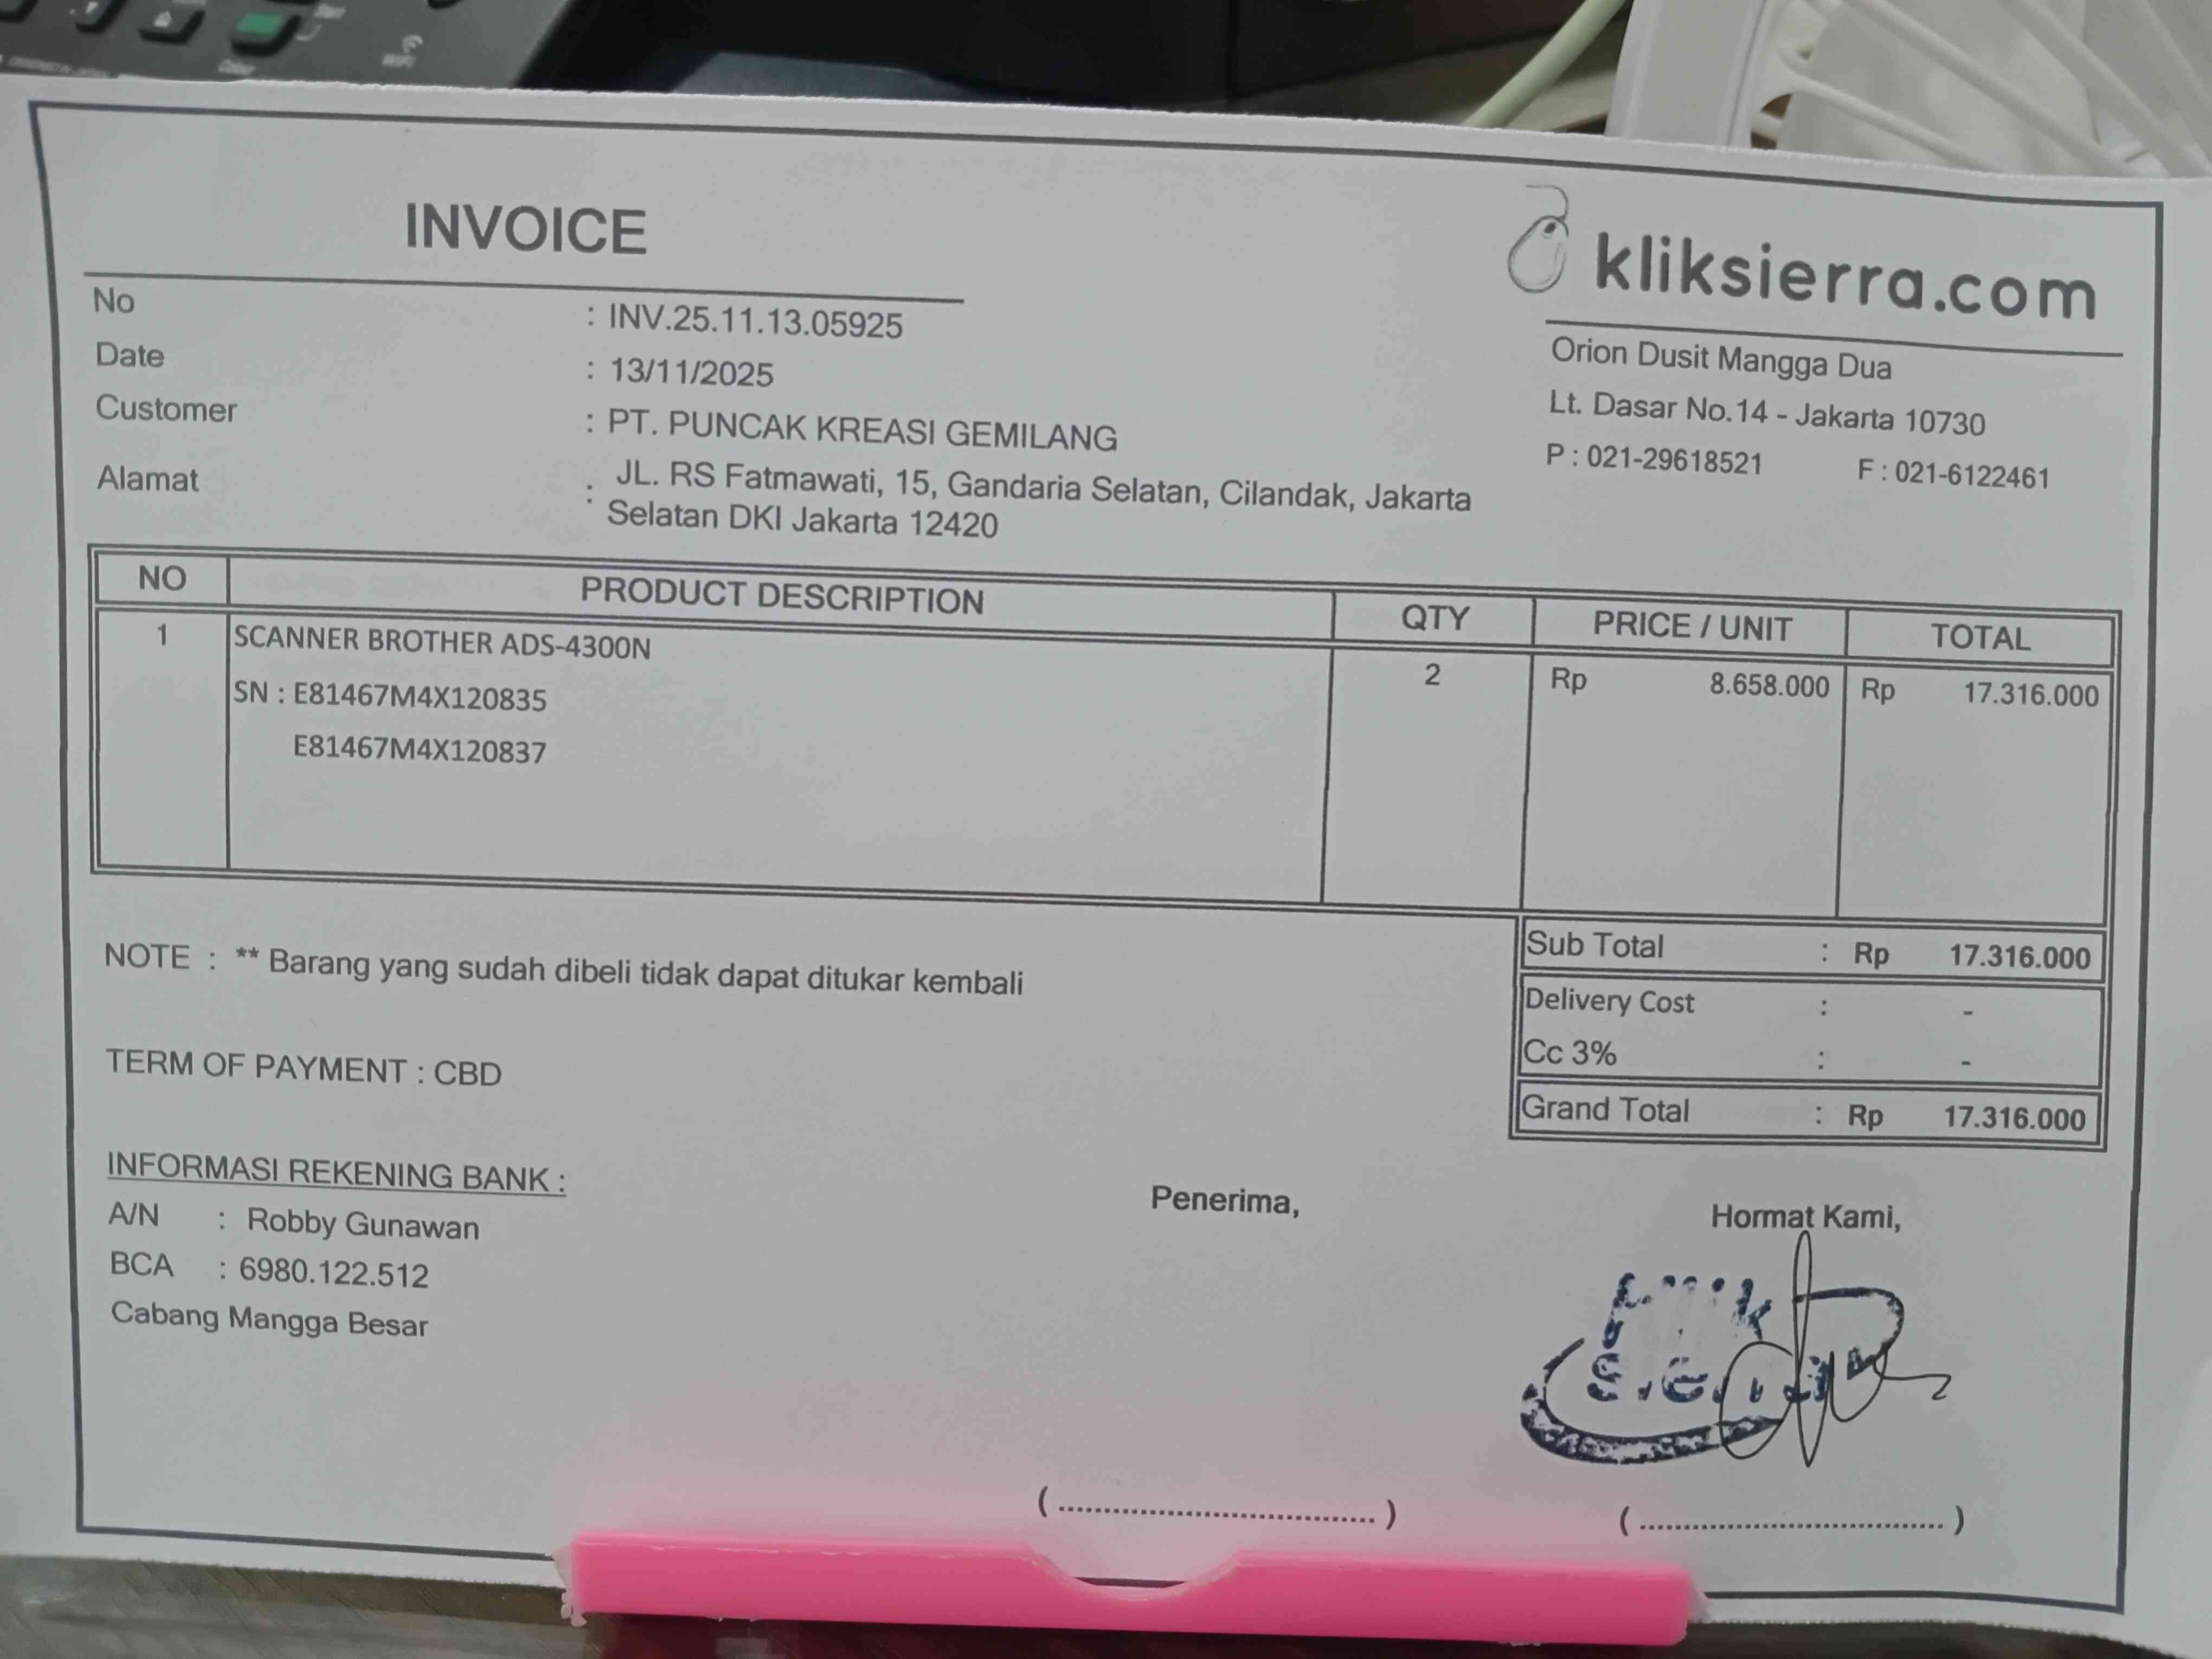 INVOICE
kliksierra.com
Orion Dusit Mangga Dua
Lt. Dasar No.14 - Jakarta 10730
P : 021-29618521 F : 021-6122461
No : INV.25.11.13.05925
Date : 13/11/2025
Customer : PT. PUNCAK KREASI GEMILANG
Alamat : JL. RS Fatmawati, 15, Gandaria Selatan, Cilandak, Jakarta
Selatan DKI Jakarta 12420
NO PRODUCT DESCRIPTION QTY PRICE / UNIT TOTAL
1 SCANNER BROTHER ADS-4300N 2 Rp 8.658.000 Rp 17.316.000
SN : E81467M4X120835
E81467M4X120837
Sub Total : Rp 17.316.000
Delivery Cost : -
Cc 3% : -
Grand Total : Rp 17.316.000
NOTE : ** Barang yang sudah dibeli tidak dapat ditukar kembali
TERM OF PAYMENT : CBD
INFORMASI REKENING BANK :
A/N : Robby Gunawan
BCA : 6980.122.512
Cabang Mangga Besar
Penerima,
Hormat Kami,
( .................................... )
( .................................... )